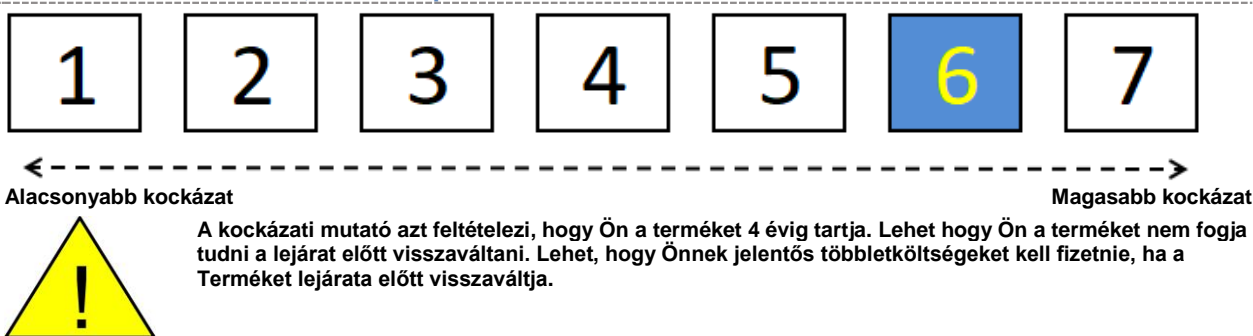 1 2 3 4 5 6 7
Alacsonyabb kockázat Magasabb kockázat
A kockázati mutató azt feltételezi, hogy Ön a terméket 4 évig tartja. Lehet hogy Ön a terméket nem fogja
tudni a lejárat előtt visszaváltani. Lehet, hogy Önnek jelentős többletköltségeket kell fizetnie, ha a
Terméket lejárata előtt visszaváltja.
!